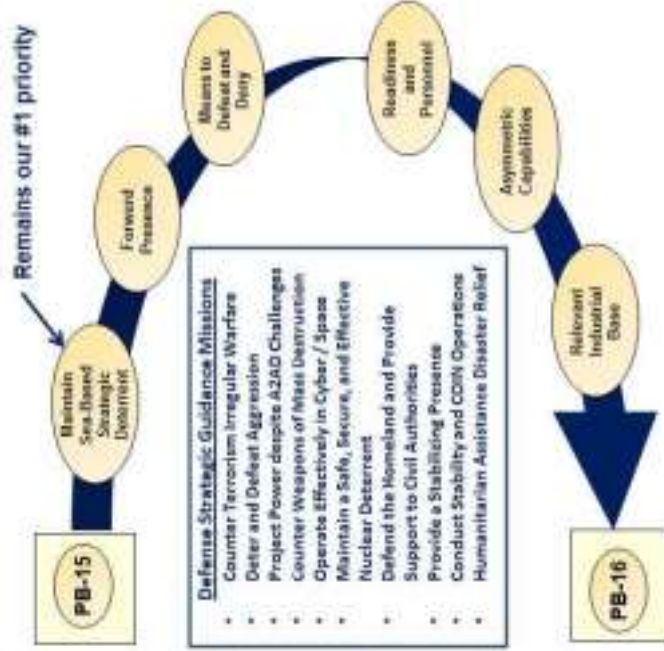 Remains our #1 priority
PB-15
Maintain
Sea-Based
Strategic
Deterrent
Forward
Presence
Means to
Defeat and
Deny
Readiness
and
Personnel
Asymmetric
Capabilities
Relevant
Industrial
Base
PB-16
Defense Strategic Guidance Missions
• Counter Terrorism Irregular Warfare
• Deter and Defeat Aggression
• Project Power despite A2AD Challenges
• Counter Weapons of Mass Destruction
• Operate Effectively in Cyber / Space
• Maintain a Safe, Secure, and Effective
Nuclear Deterrent
• Defend the Homeland and Provide
Support to Civil Authorities
• Provide a Stabilizing Presence
• Conduct Stability and COIN Operations
• Humanitarian Assistance Disaster Relief